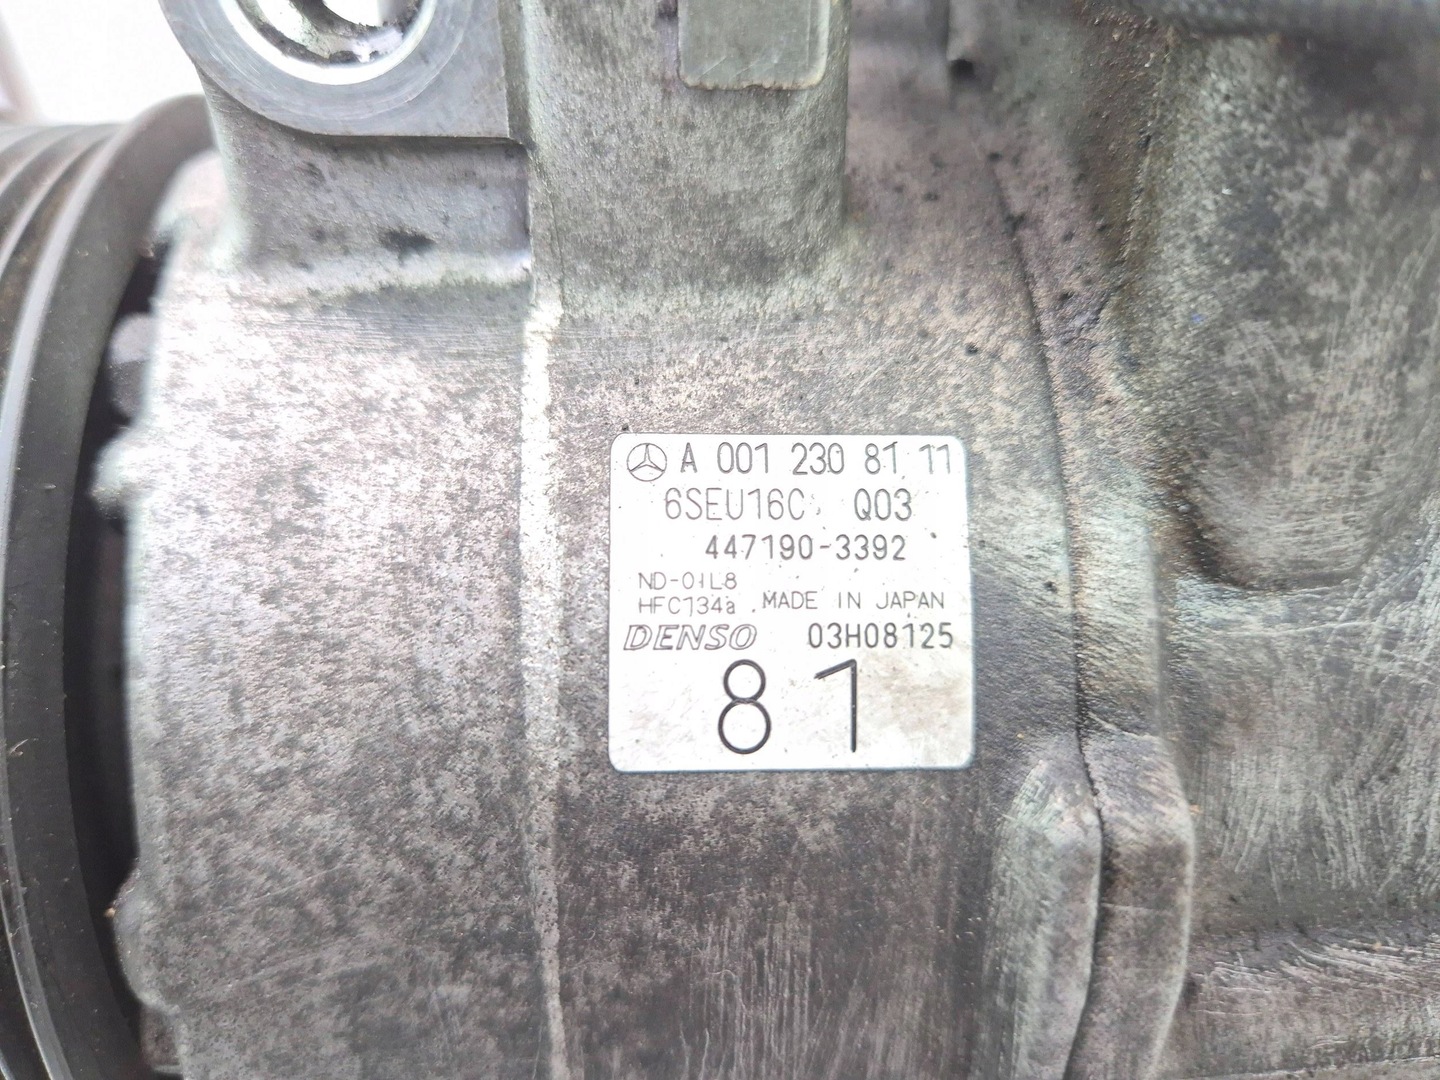 A 001 230 81 11
6SEU16C Q03
447190-3392
ND-OIL8
HFC134a MADE IN JAPAN
DENSO 03H08125
81